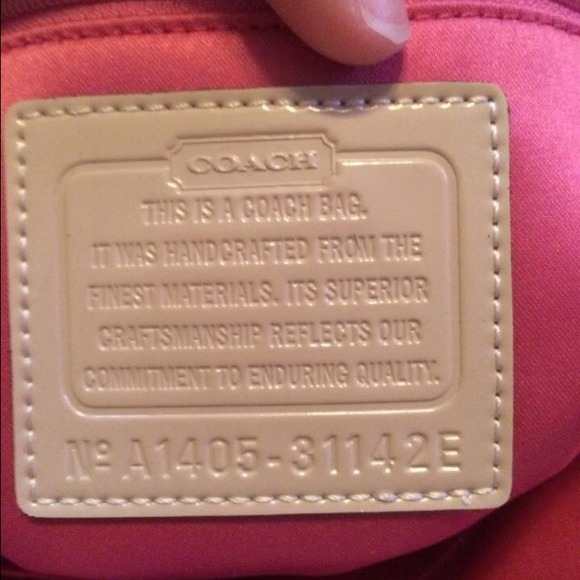 COACH
THIS IS A COACH BAG.
IT WAS HANDCRAFTED FROM THE
FINEST MATERIALS. ITS SUPERIOR
CRAFTSMANSHIP REFLECTS OUR
COMMITMENT TO ENDURING QUALITY.
Nº A1405-31142E